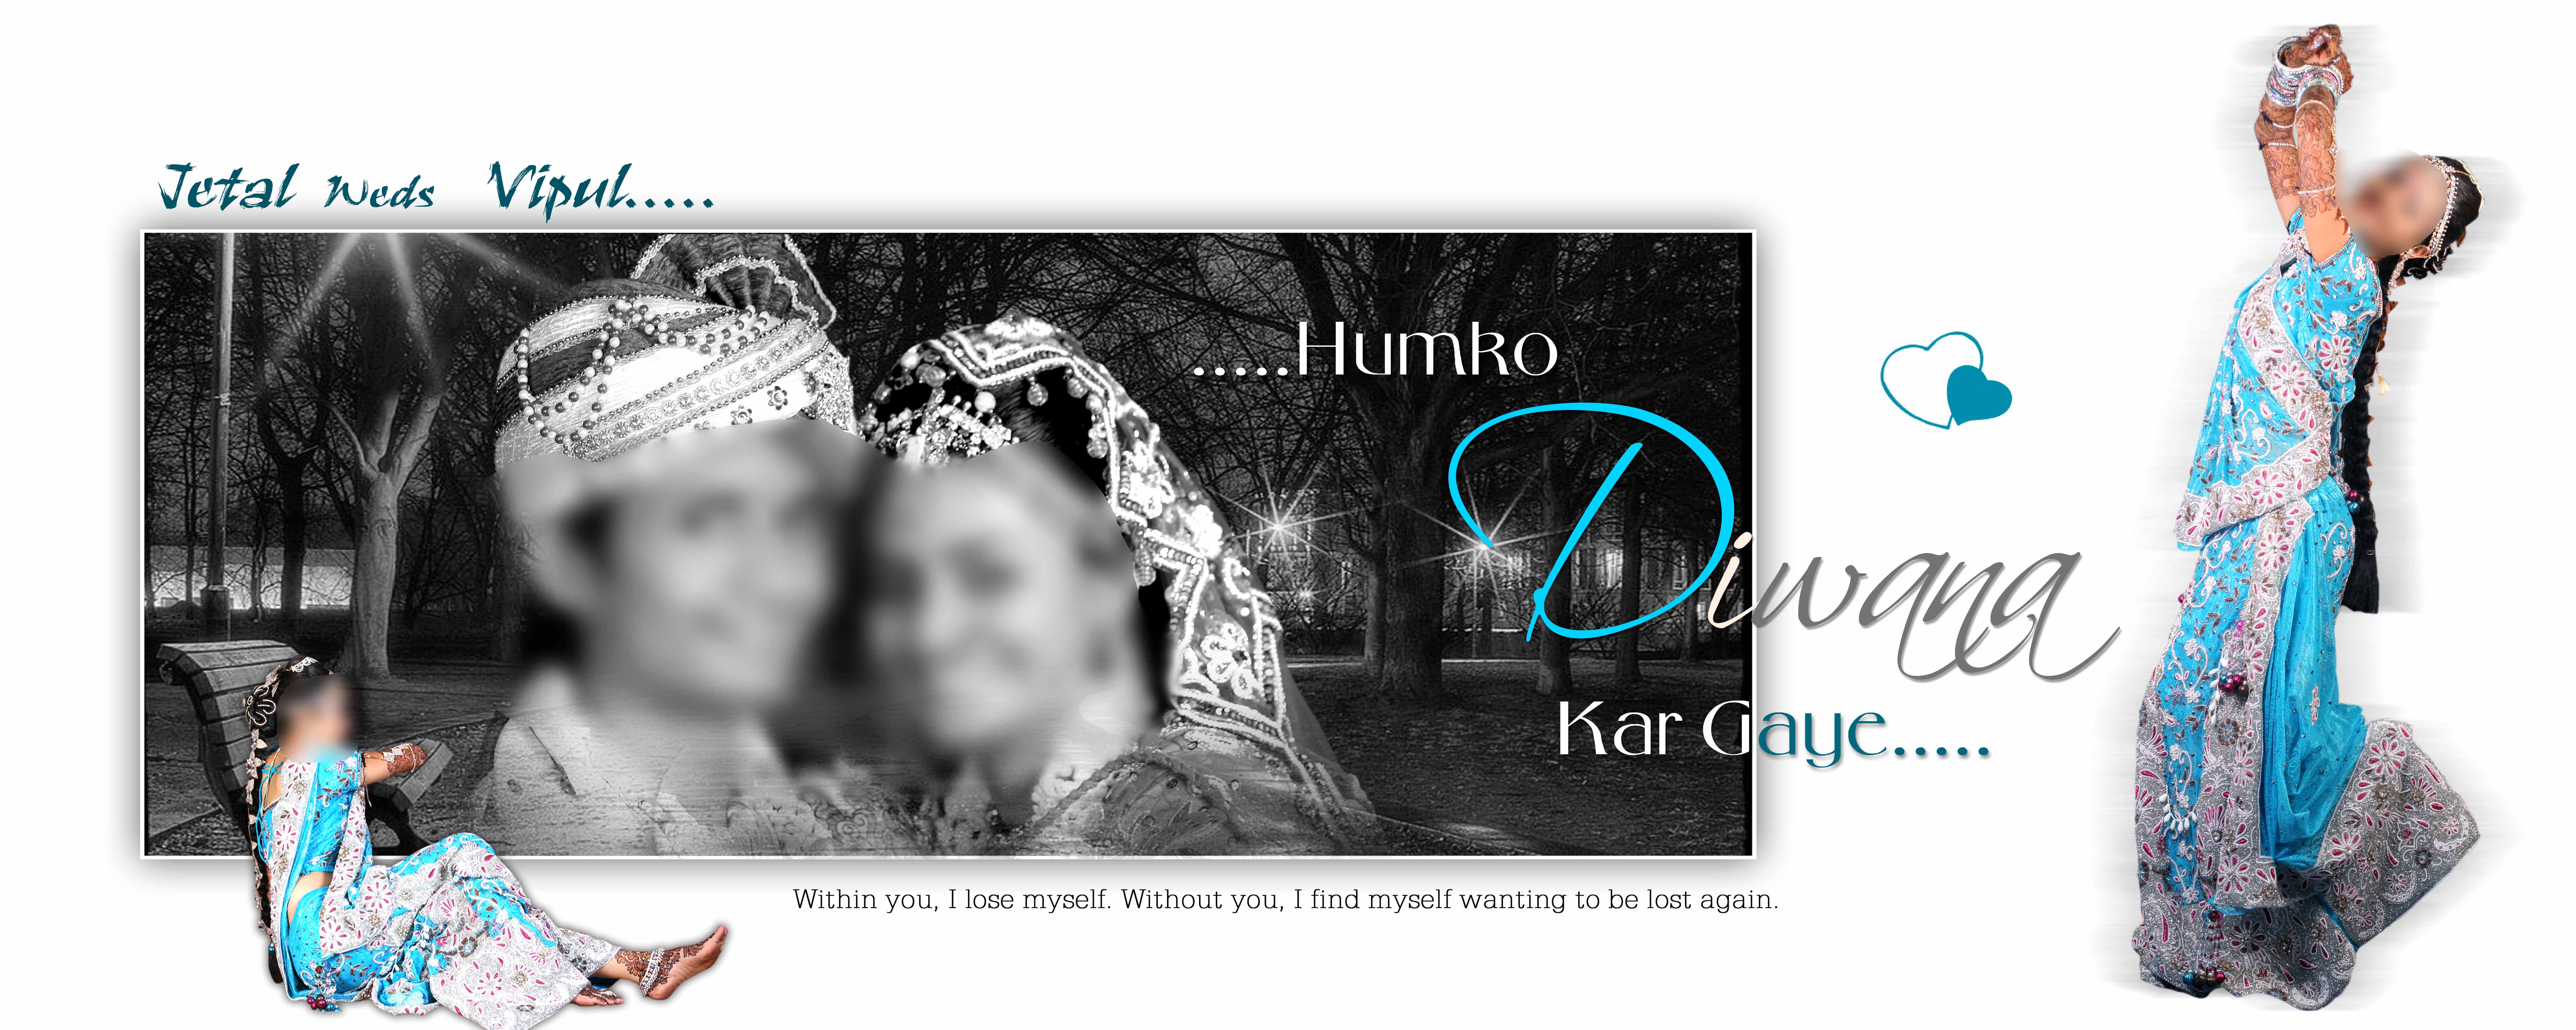 Jetal Weds Vipul.....
.....Humko
Diwana
Kar Gaye.....
Within you, I lose myself. Without you, I find myself wanting to be lost again.